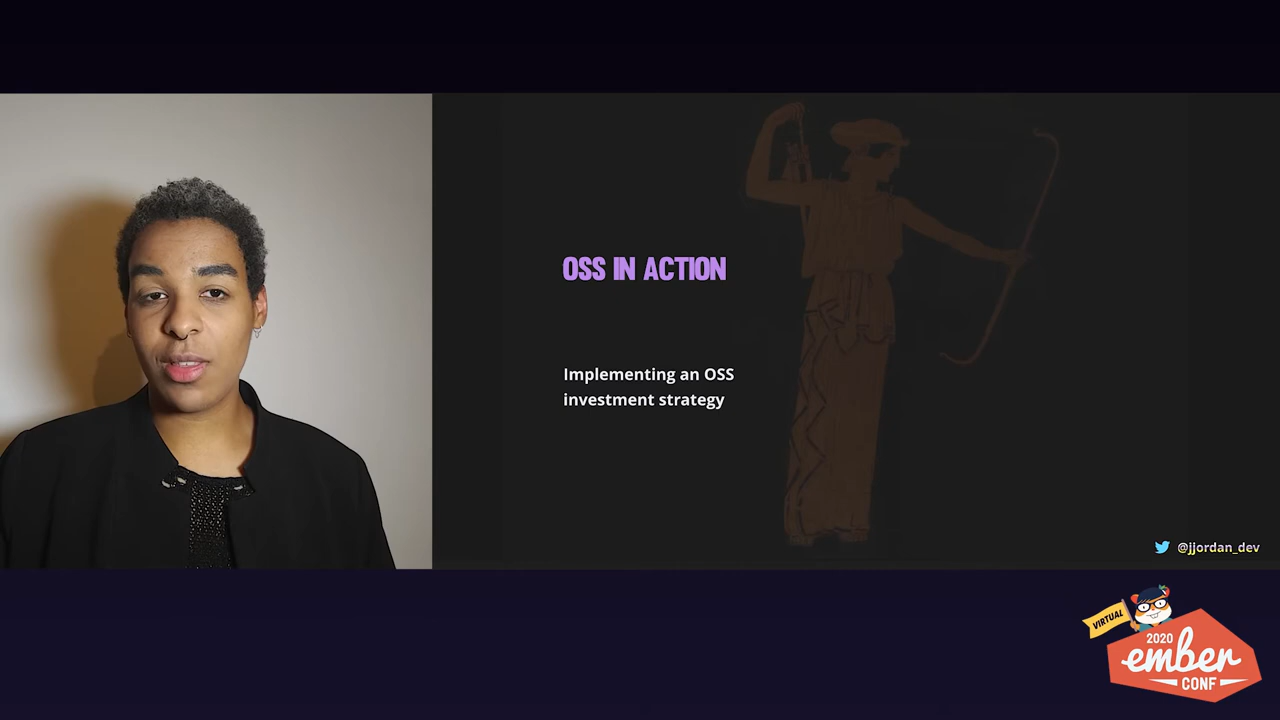 OSS IN ACTION
Implementing an OSS
investment strategy
@jjordan_dev
VIRTUAL
2020
ember
CONF